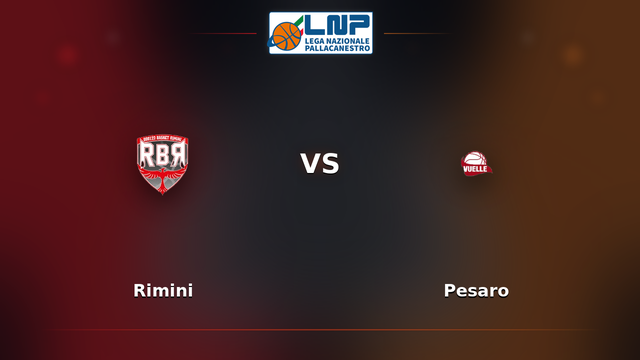 LNP
LEGA NAZIONALE
PALLACANESTRO
RBR
VS
VUELLE
Rimini
Pesaro